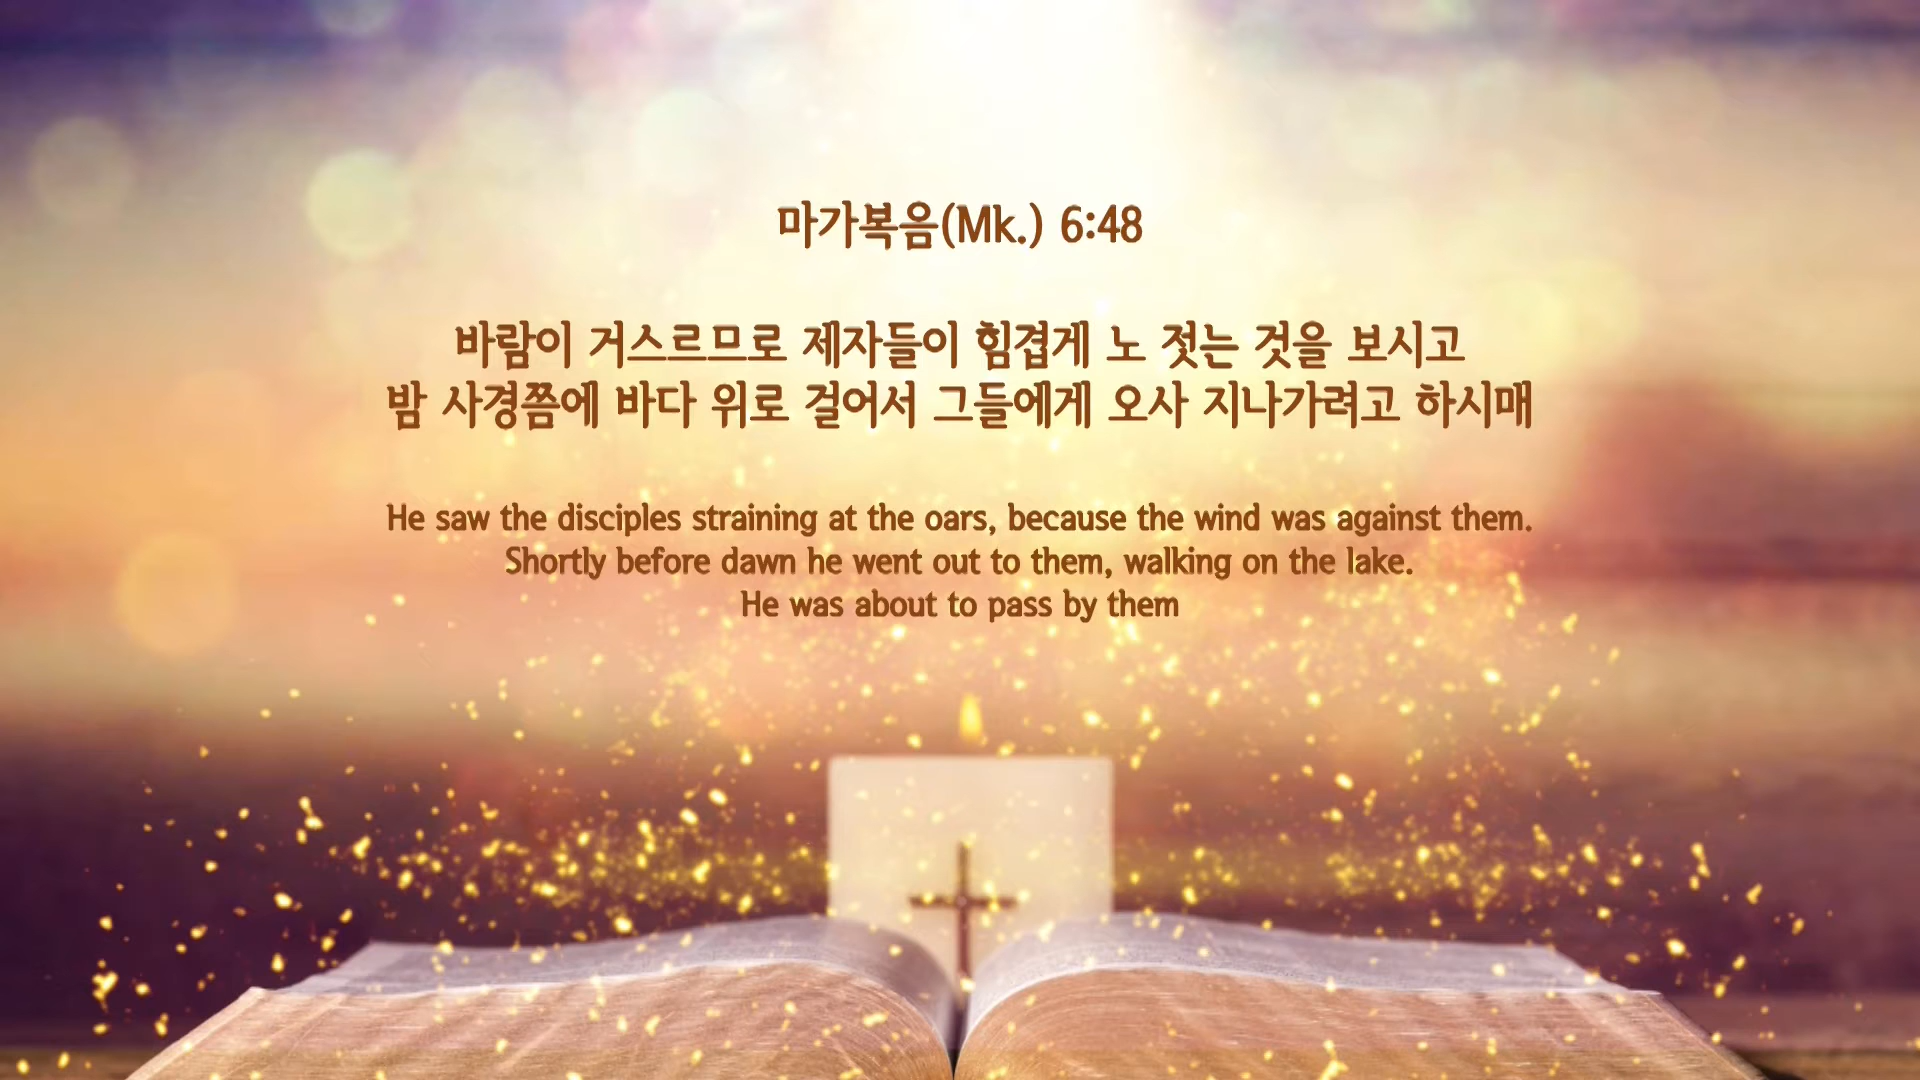 마가복음(Mk.) 6:48
바람이 거스르므로 제자들이 힘겹게 노 젓는 것을 보시고
밤 사경쯤에 바다 위로 걸어서 그들에게 오사 지나가려고 하시매
He saw the disciples straining at the oars, because the wind was against them.
Shortly before dawn he went out to them, walking on the lake.
He was about to pass by them